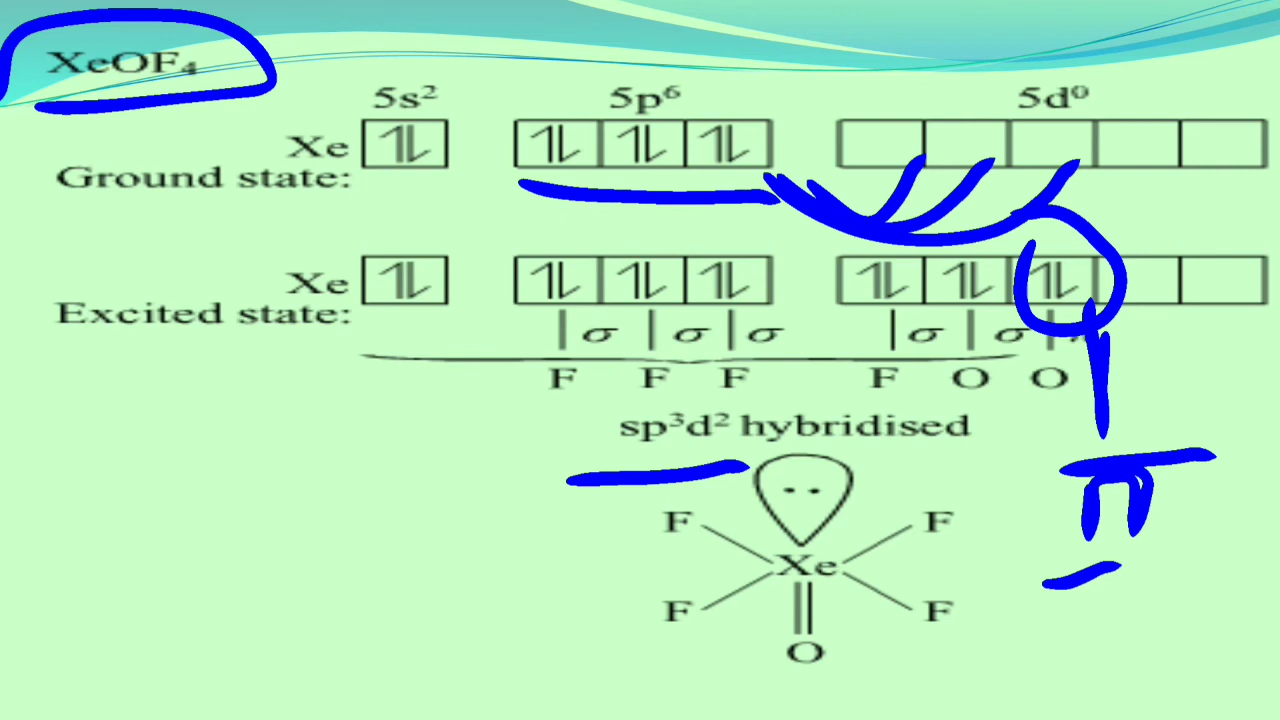 XeOF₄
5s² 5p⁶ 5d⁰
Xe
Ground state:
Xe
Excited state:
σ σ σ σ σ
F F F F O O
sp³d² hybridised
π
F F
Xe
F F
O